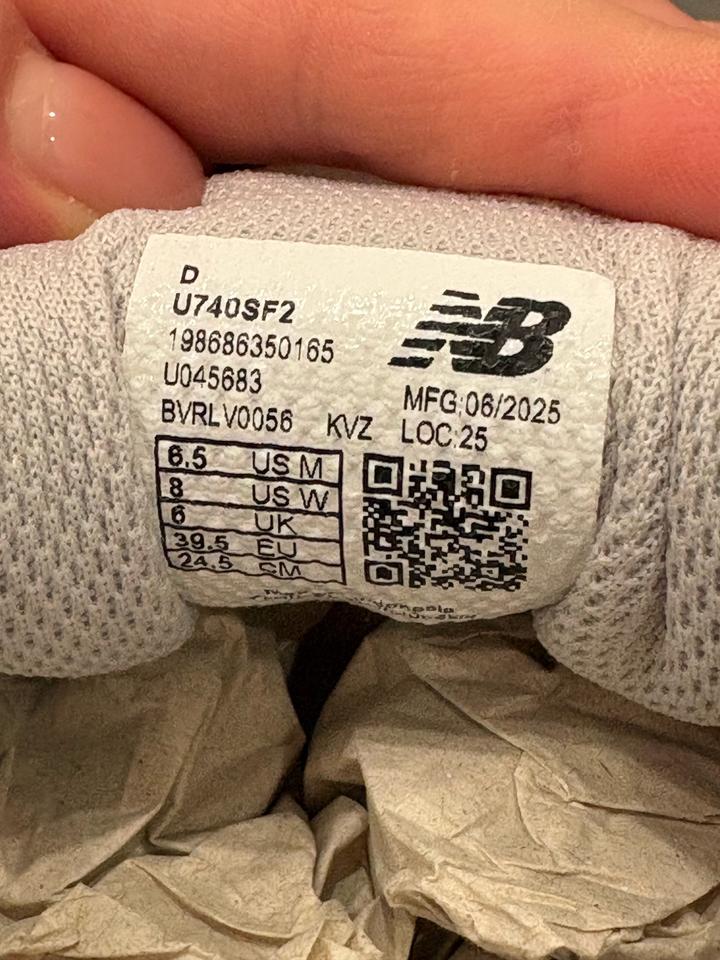 D
U740SF2
198686350165
U045683
BVRLV0056 KVZ
NB
MFG:06/2025
LOC:25
6.5 US M
8 US W
6 UK
39.5 EU
24.5 CM